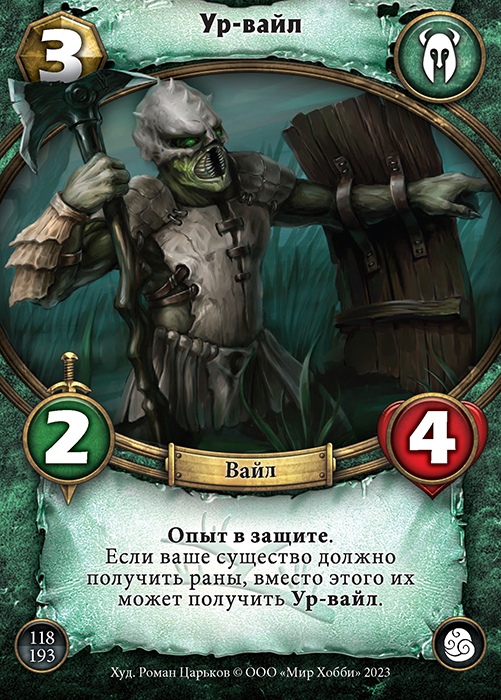 Ур-вайл
3
2
4
Вайл
Опыт в защите.
Если ваше существо должно
получить раны, вместо этого их
может получить Ур-вайл.
118
193
Худ. Роман Царьков © ООО «Мир Хобби» 2023